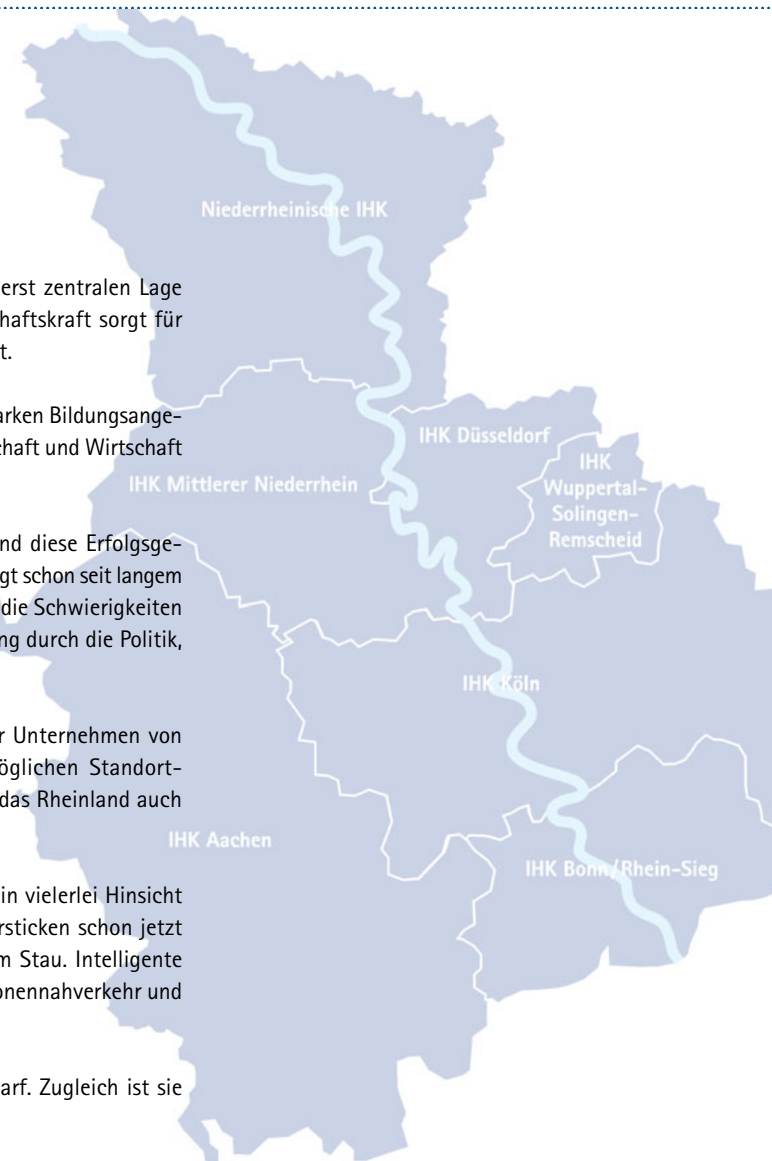 Niederrheinische IHK
erst zentralen Lage
haftskraft sorgt für
t.
arken Bildungsange-
chaft und Wirtschaft
IHK Düsseldorf
IHK
Wuppertal-
Solingen-
Remscheid
IHK Mittlerer Niederrhein
nd diese Erfolgsge-
gt schon seit langem
die Schwierigkeiten
ng durch die Politik,
IHK Köln
r Unternehmen von
öglichen Standort-
das Rheinland auch
IHK Aachen
IHK Bonn/Rhein-Sieg
in vielerlei Hinsicht
rsticken schon jetzt
m Stau. Intelligente
onennahverkehr und
arf. Zugleich ist sie